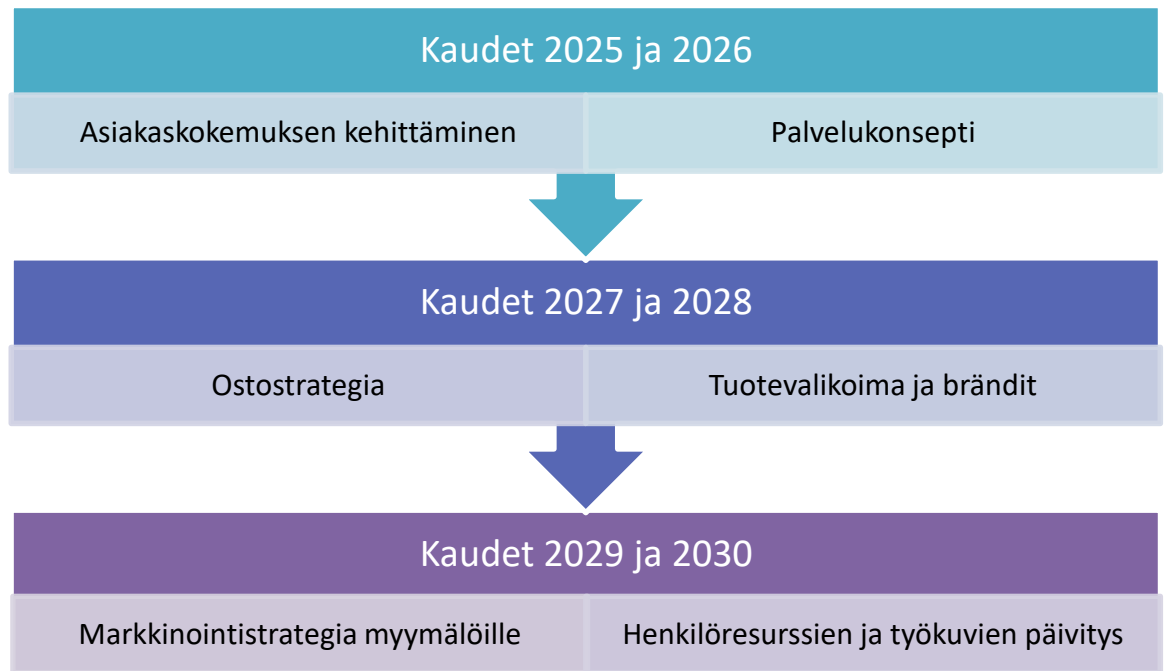 Kaudet 2025 ja 2026
Asiakaskokemuksen kehittäminen
Palvelukonsepti
Kaudet 2027 ja 2028
Ostostrategia
Tuotevalikoima ja brändit
Kaudet 2029 ja 2030
Markkinointistrategia myymälöille
Henkilöresurssien ja työkuvien päivitys